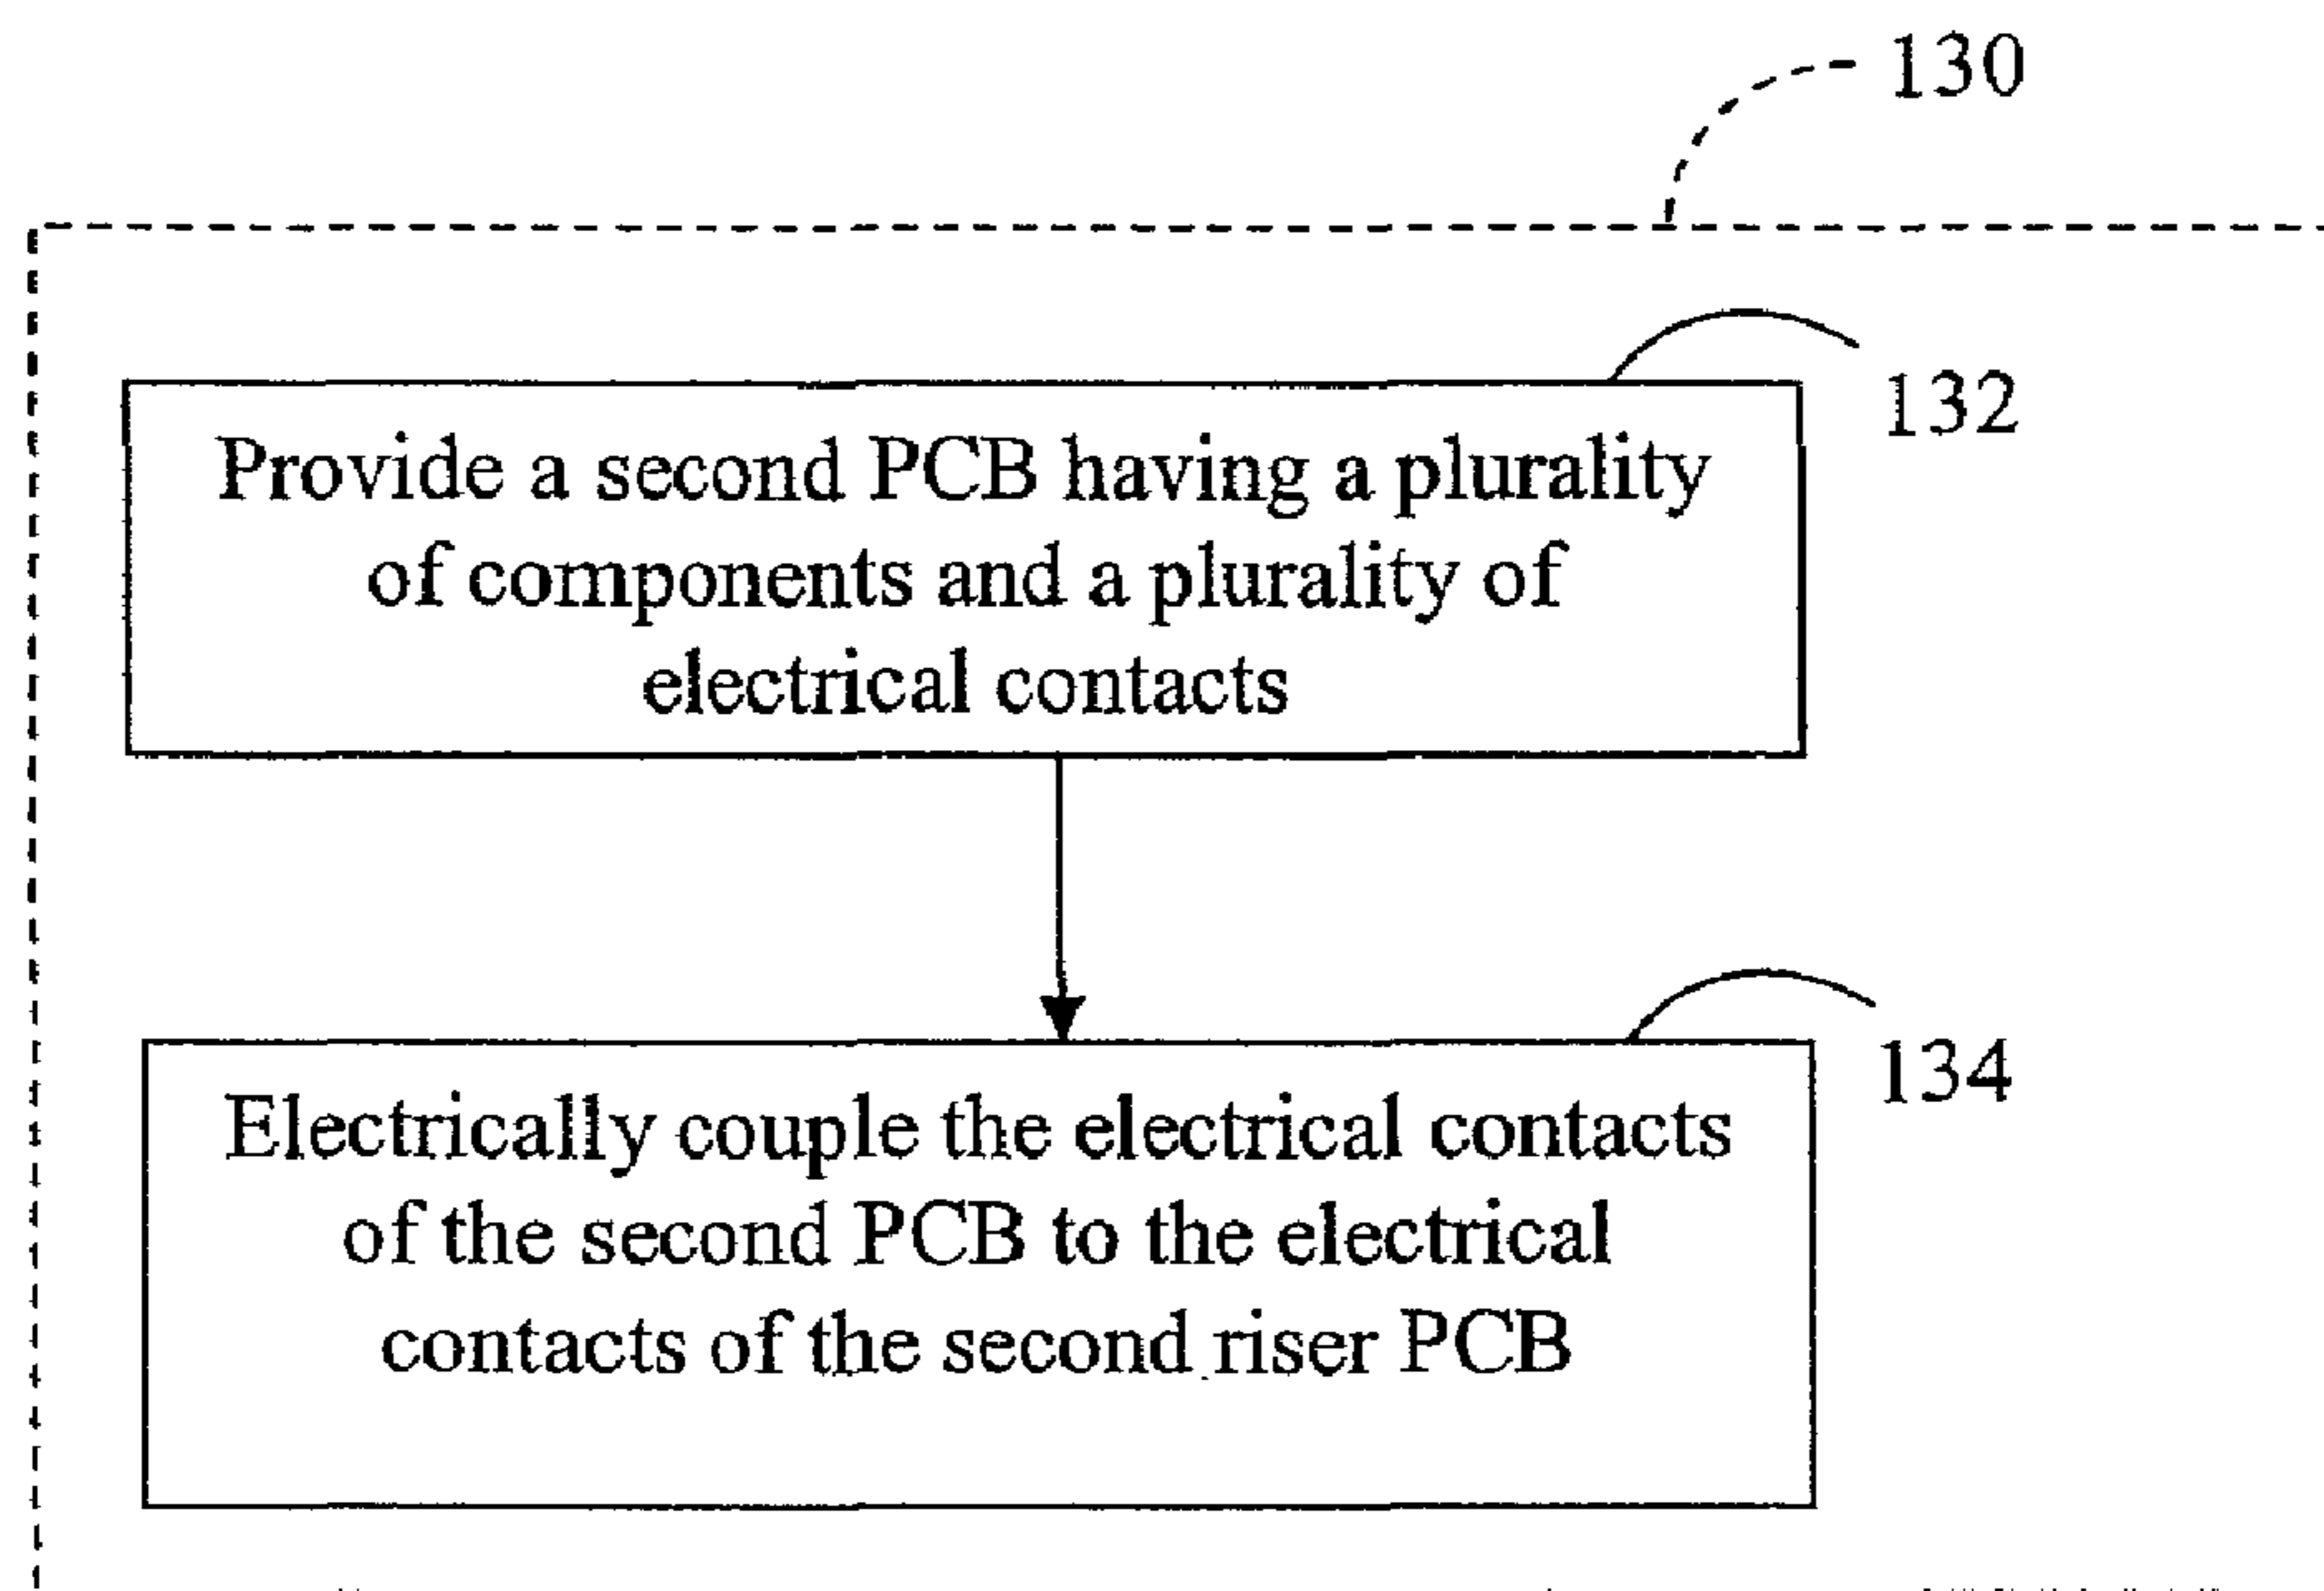 130
132
Provide a second PCB having a plurality
of components and a plurality of
electrical contacts
134
Electrically couple the electrical contacts
of the second PCB to the electrical
contacts of the second riser PCB